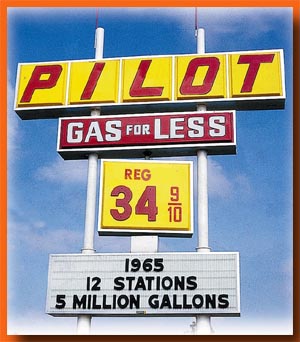 PILOT
GAS FOR LESS
REG
34 9/10
1965
12 STATIONS
5 MILLION GALLONS